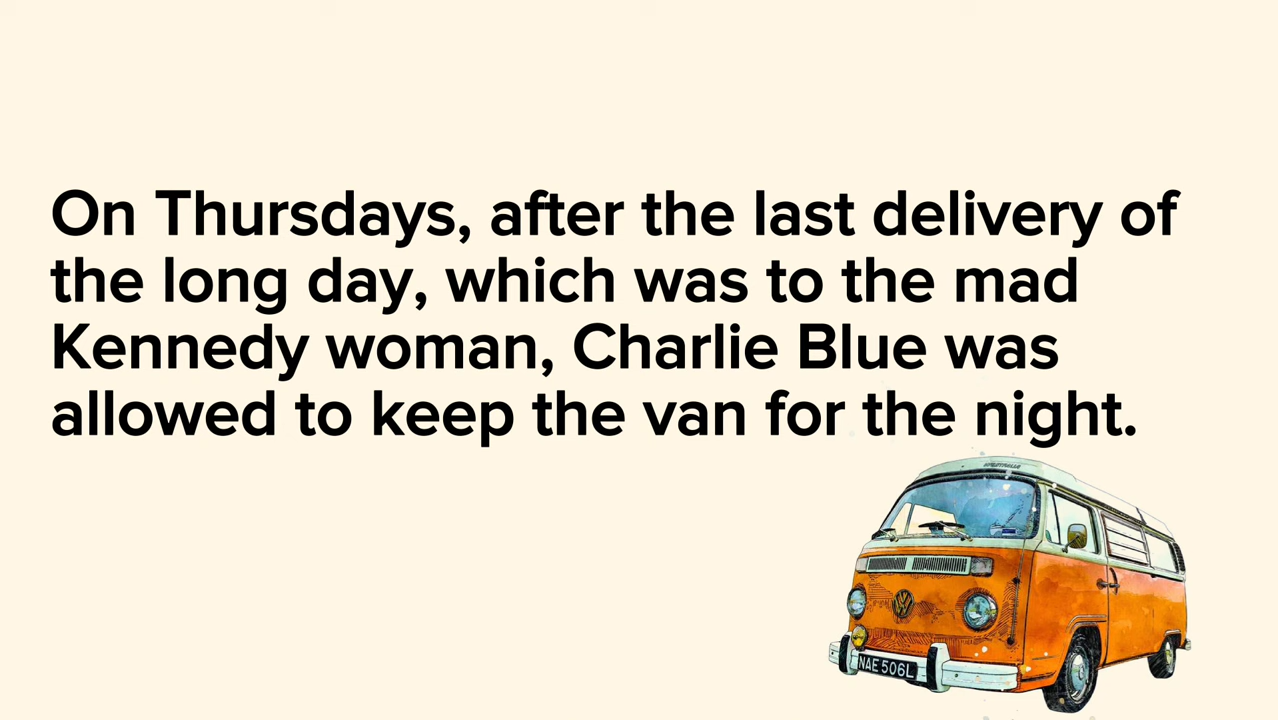 On Thursdays, after the last delivery of
the long day, which was to the mad
Kennedy woman, Charlie Blue was
allowed to keep the van for the night.
WESTFALIA
NAE 506L